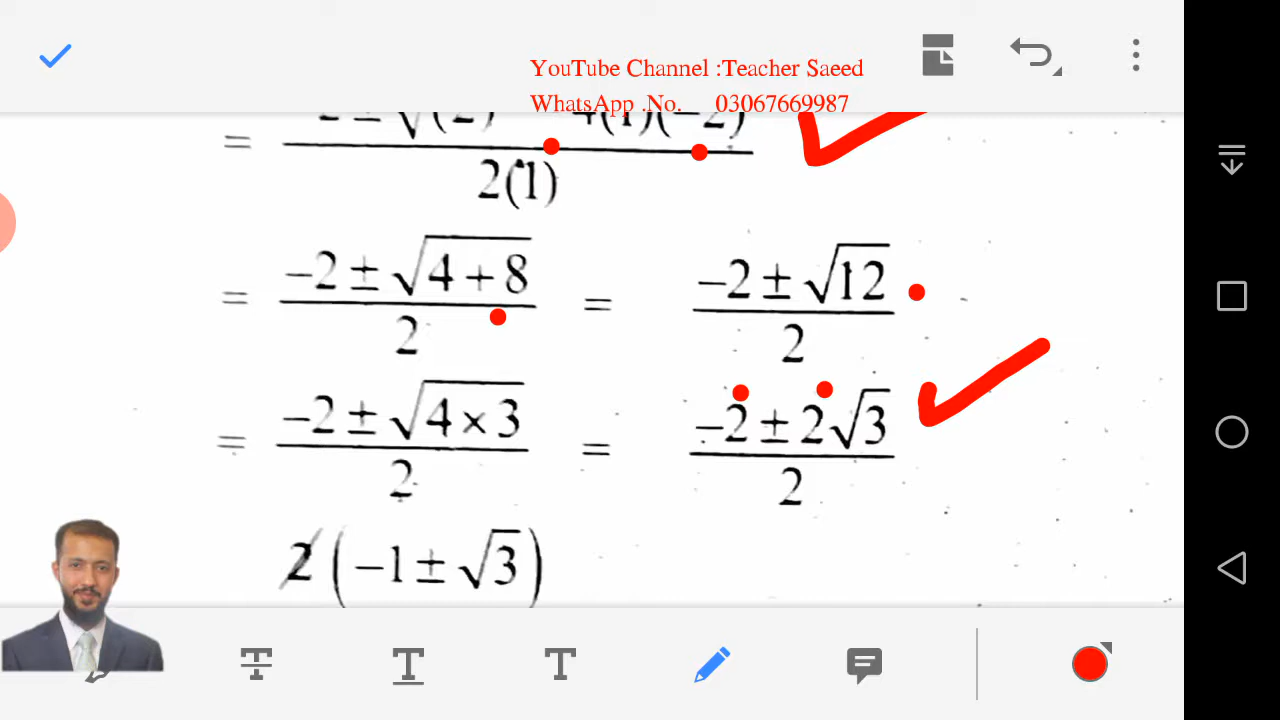 YouTube Channel :Teacher Saeed
WhatsApp .No. 03067669987
2(1)
= (−2 ± √(4 + 8))/2 = (−2 ± √12)/2
= (−2 ± √(4 × 3))/2 = (−2 ± 2√3)/2
2(−1 ± √3)